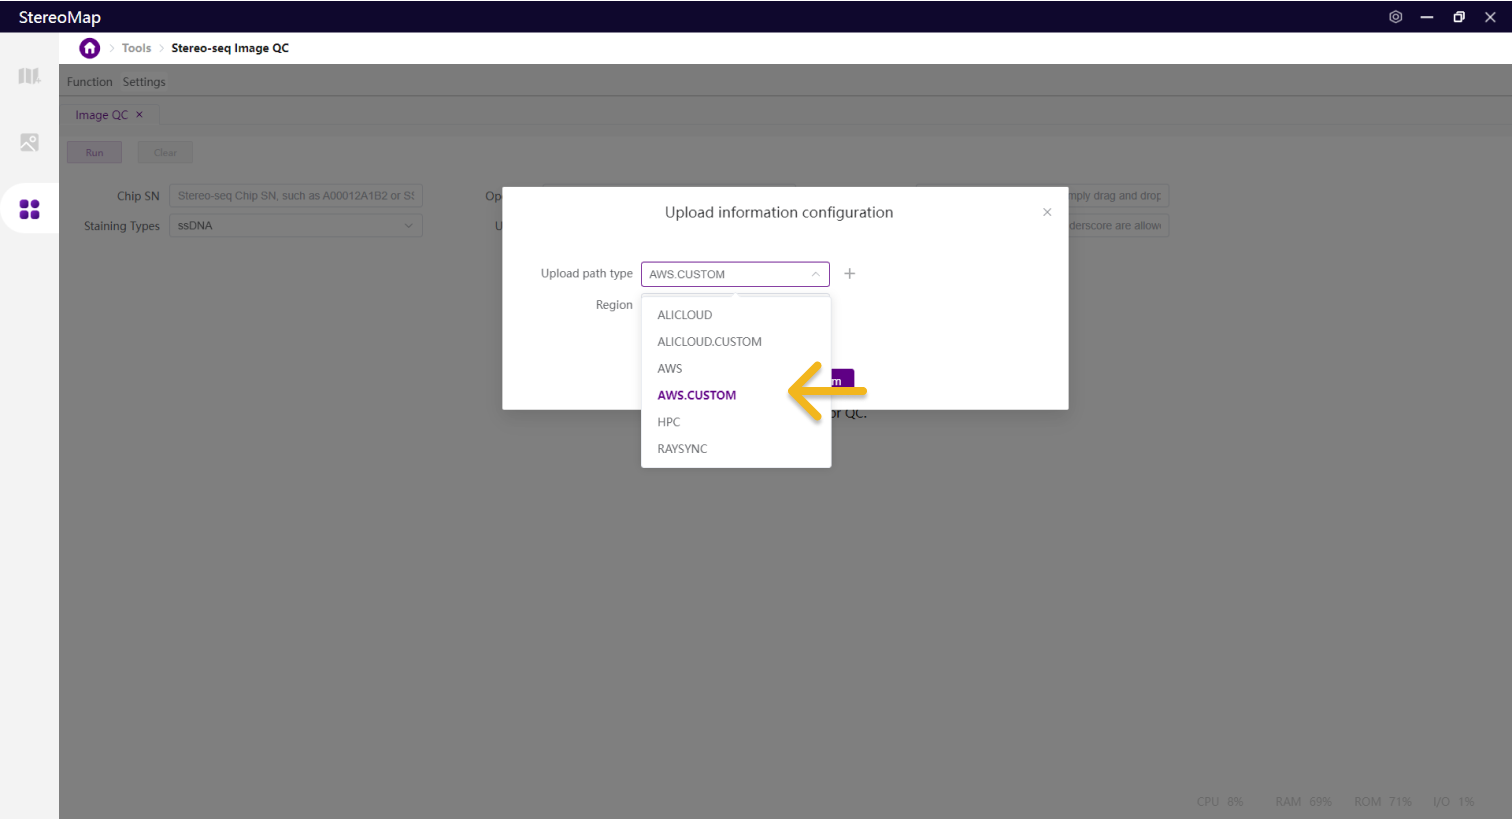 StereoMap
Tools Stereo-seq Image QC
Function Settings
Image QC ×
Run Clear
Chip SN Stereo-seq Chip SN, such as A00012A1B2 or SS
Op
mply drag and drop
Staining Types ssDNA
U
derscore are allowe
Upload information configuration
Upload path type AWS.CUSTOM +
Region
ALICLOUD
ALICLOUD.CUSTOM
AWS
AWS.CUSTOM
HPC
RAYSYNC
m
or QC.
CPU 6% RAM 69% ROM 71% I/O 1%